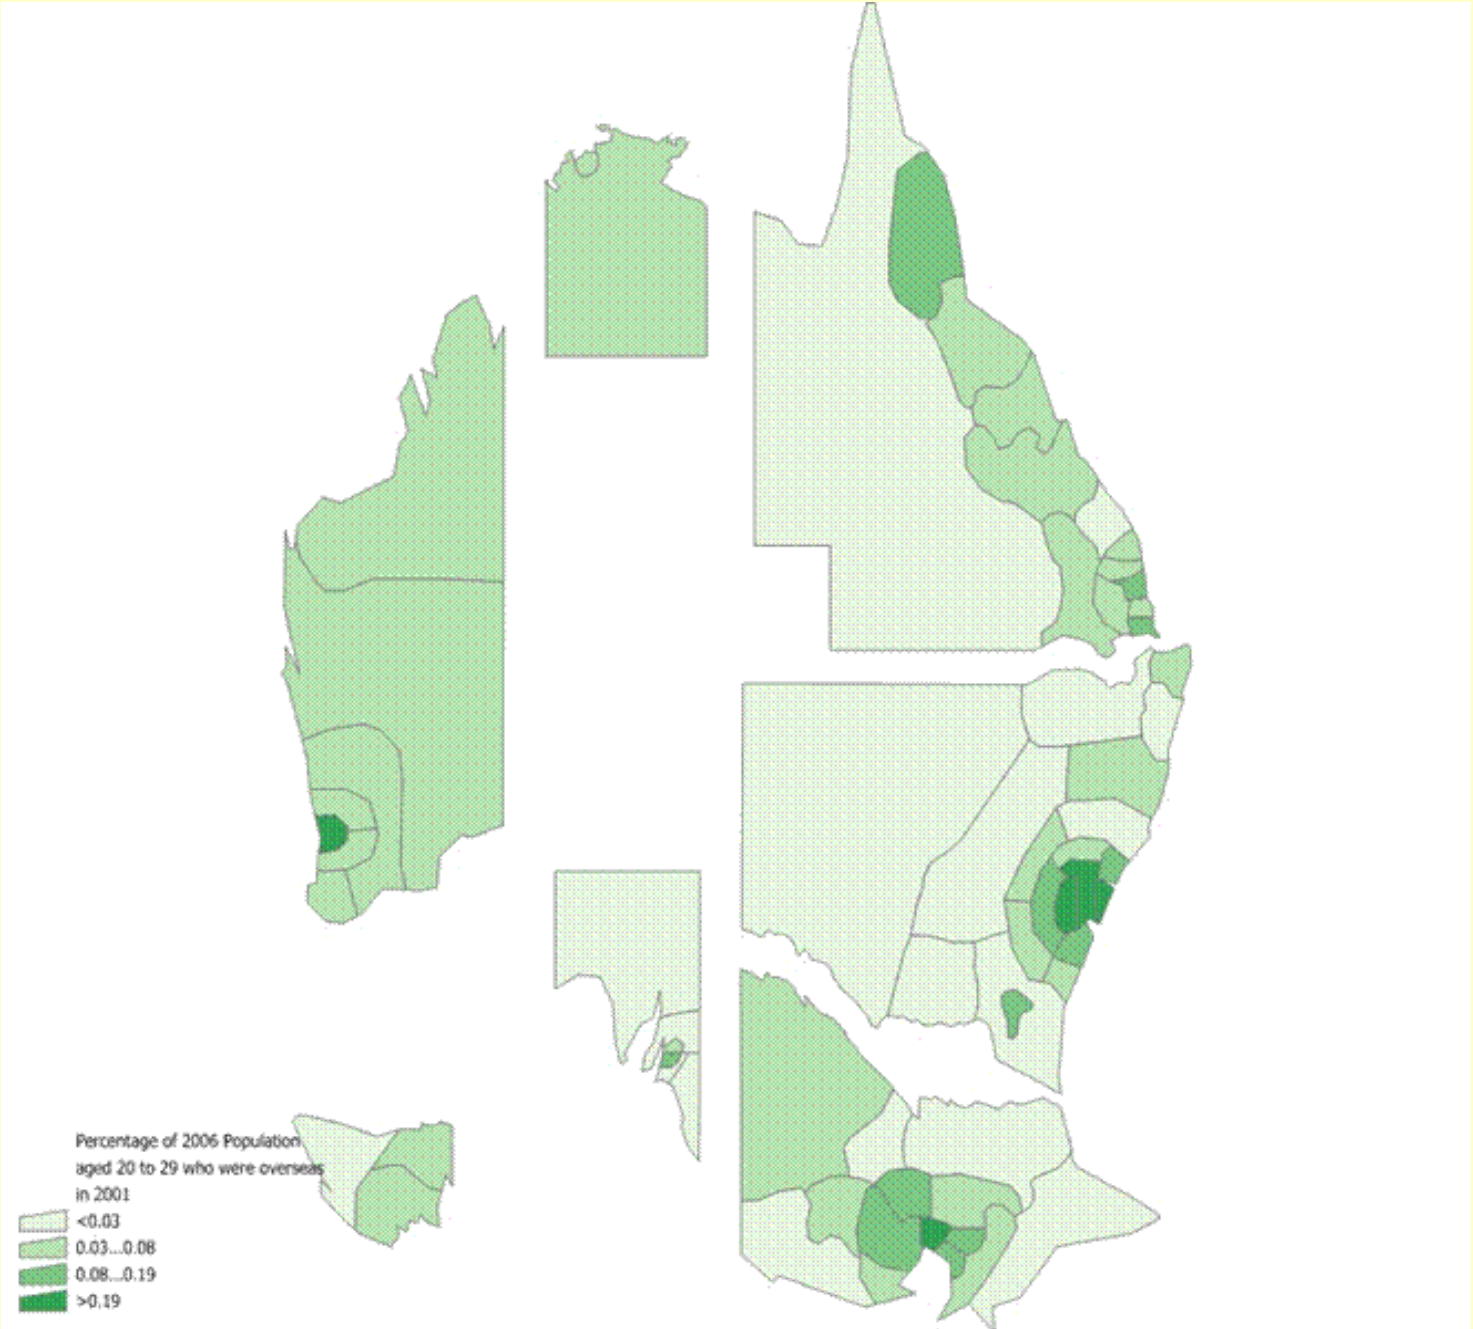 Percentage of 2006 Population
aged 20 to 29 who were overseas
in 2001
<0.03
0.03...0.08
0.08...0.19
>0.19